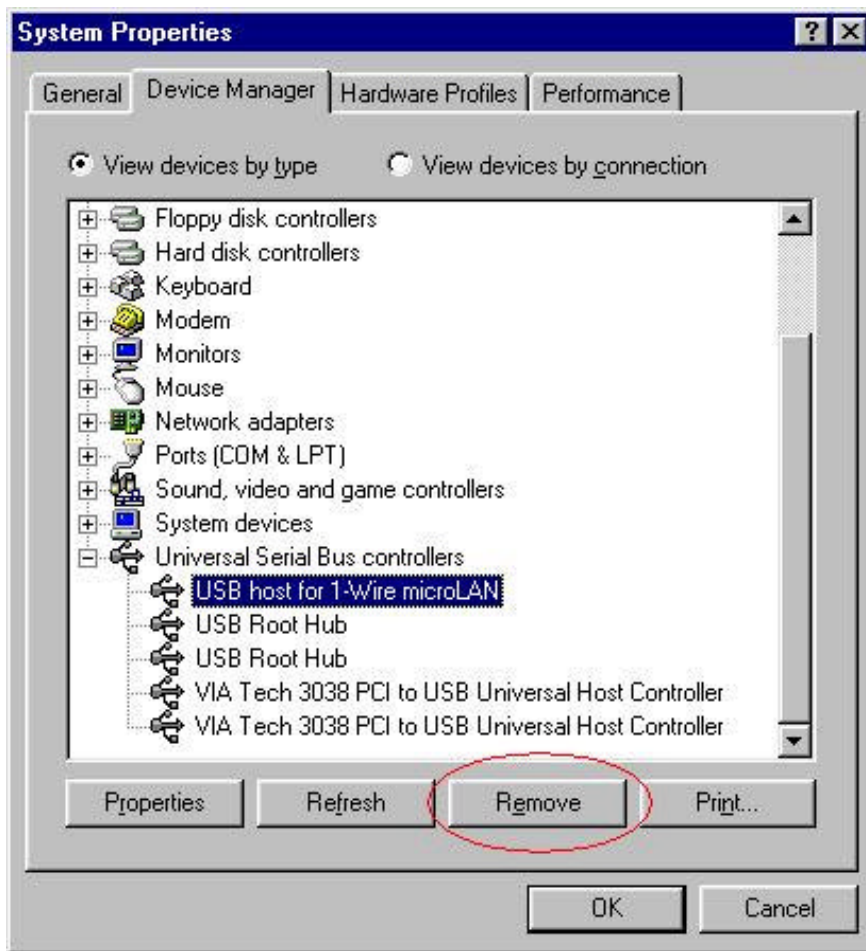 System Properties
General Device Manager Hardware Profiles Performance
View devices by type View devices by connection
Floppy disk controllers
Hard disk controllers
Keyboard
Modem
Monitors
Mouse
Network adapters
Ports (COM & LPT)
Sound, video and game controllers
System devices
Universal Serial Bus controllers
USB host for 1-Wire microLAN
USB Root Hub
USB Root Hub
VIA Tech 3038 PCI to USB Universal Host Controller
VIA Tech 3038 PCI to USB Universal Host Controller
Properties Refresh Remove Print...
OK Cancel